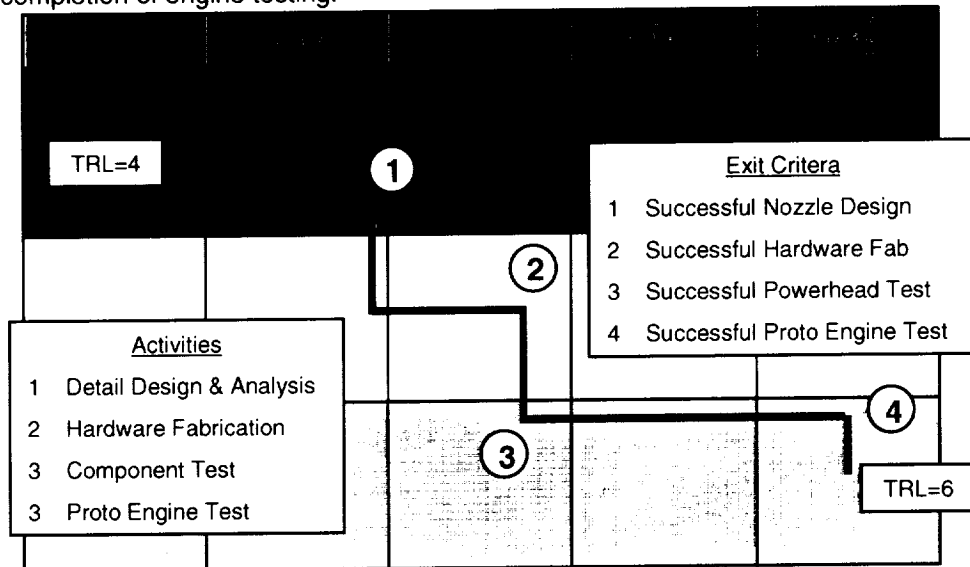 completion of engine testing.
TRL=4
1
Exit Critera
1 Successful Nozzle Design
2 Successful Hardware Fab
3 Successful Powerhead Test
4 Successful Proto Engine Test
2
Activities
1 Detail Design & Analysis
2 Hardware Fabrication
3 Component Test
3 Proto Engine Test
3
4
TRL=6